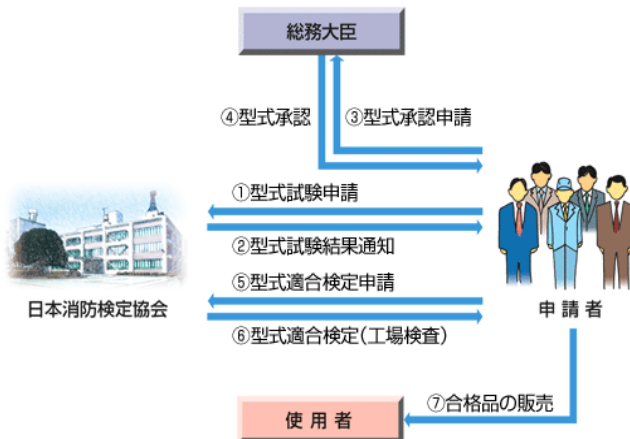 総務大臣
④型式承認
③型式承認申請
①型式試験申請
②型式試験結果通知
⑤型式適合検定申請
日本消防検定協会
申請者
⑥型式適合検定(工場検査)
⑦合格品の販売
使用者